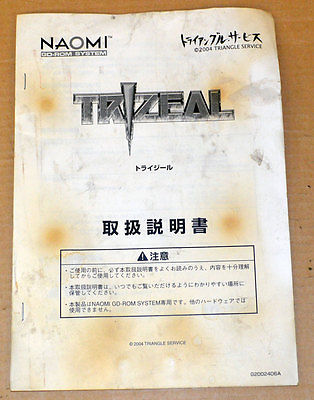 NAOMI™
GD-ROM SYSTEM
トライアングル・サービス
©2004 TRIANGLE SERVICE
TRIZEAL
トライジール
取扱説明書
⚠注意
・ご使用の前に、必ず本取扱説明書をよくお読みのうえ、内容を十分理解
してからご使用してください。
・本取扱説明書は、いつでもご覧いただけるようにわかりやすい場所に
保管してください。
・本製品はNAOMI GD-ROM SYSTEM専用です。他のハードウェアでは
使用できません。
©2004 TRIANGLE SERVICE
02002406A